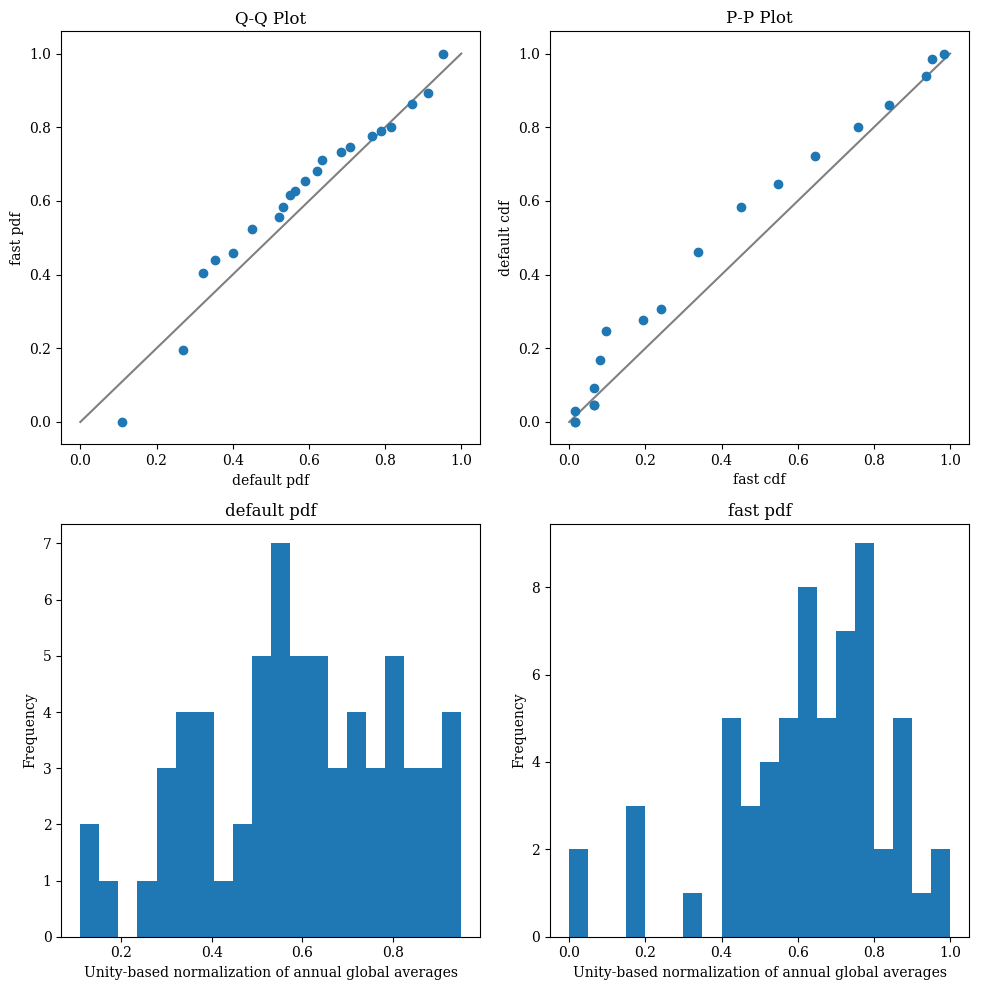 Q-Q Plot
1.0
0.8
0.6
0.4
0.2
0.0
fast pdf
0.0 0.2 0.4 0.6 0.8 1.0
default pdf
P-P Plot
1.0
0.8
0.6
0.4
0.2
0.0
default cdf
0.0 0.2 0.4 0.6 0.8 1.0
fast cdf
default pdf
7
6
5
4
3
2
1
0
Frequency
0.2 0.4 0.6 0.8
Unity-based normalization of annual global averages
fast pdf
8
6
4
2
0
Frequency
0.0 0.2 0.4 0.6 0.8 1.0
Unity-based normalization of annual global averages